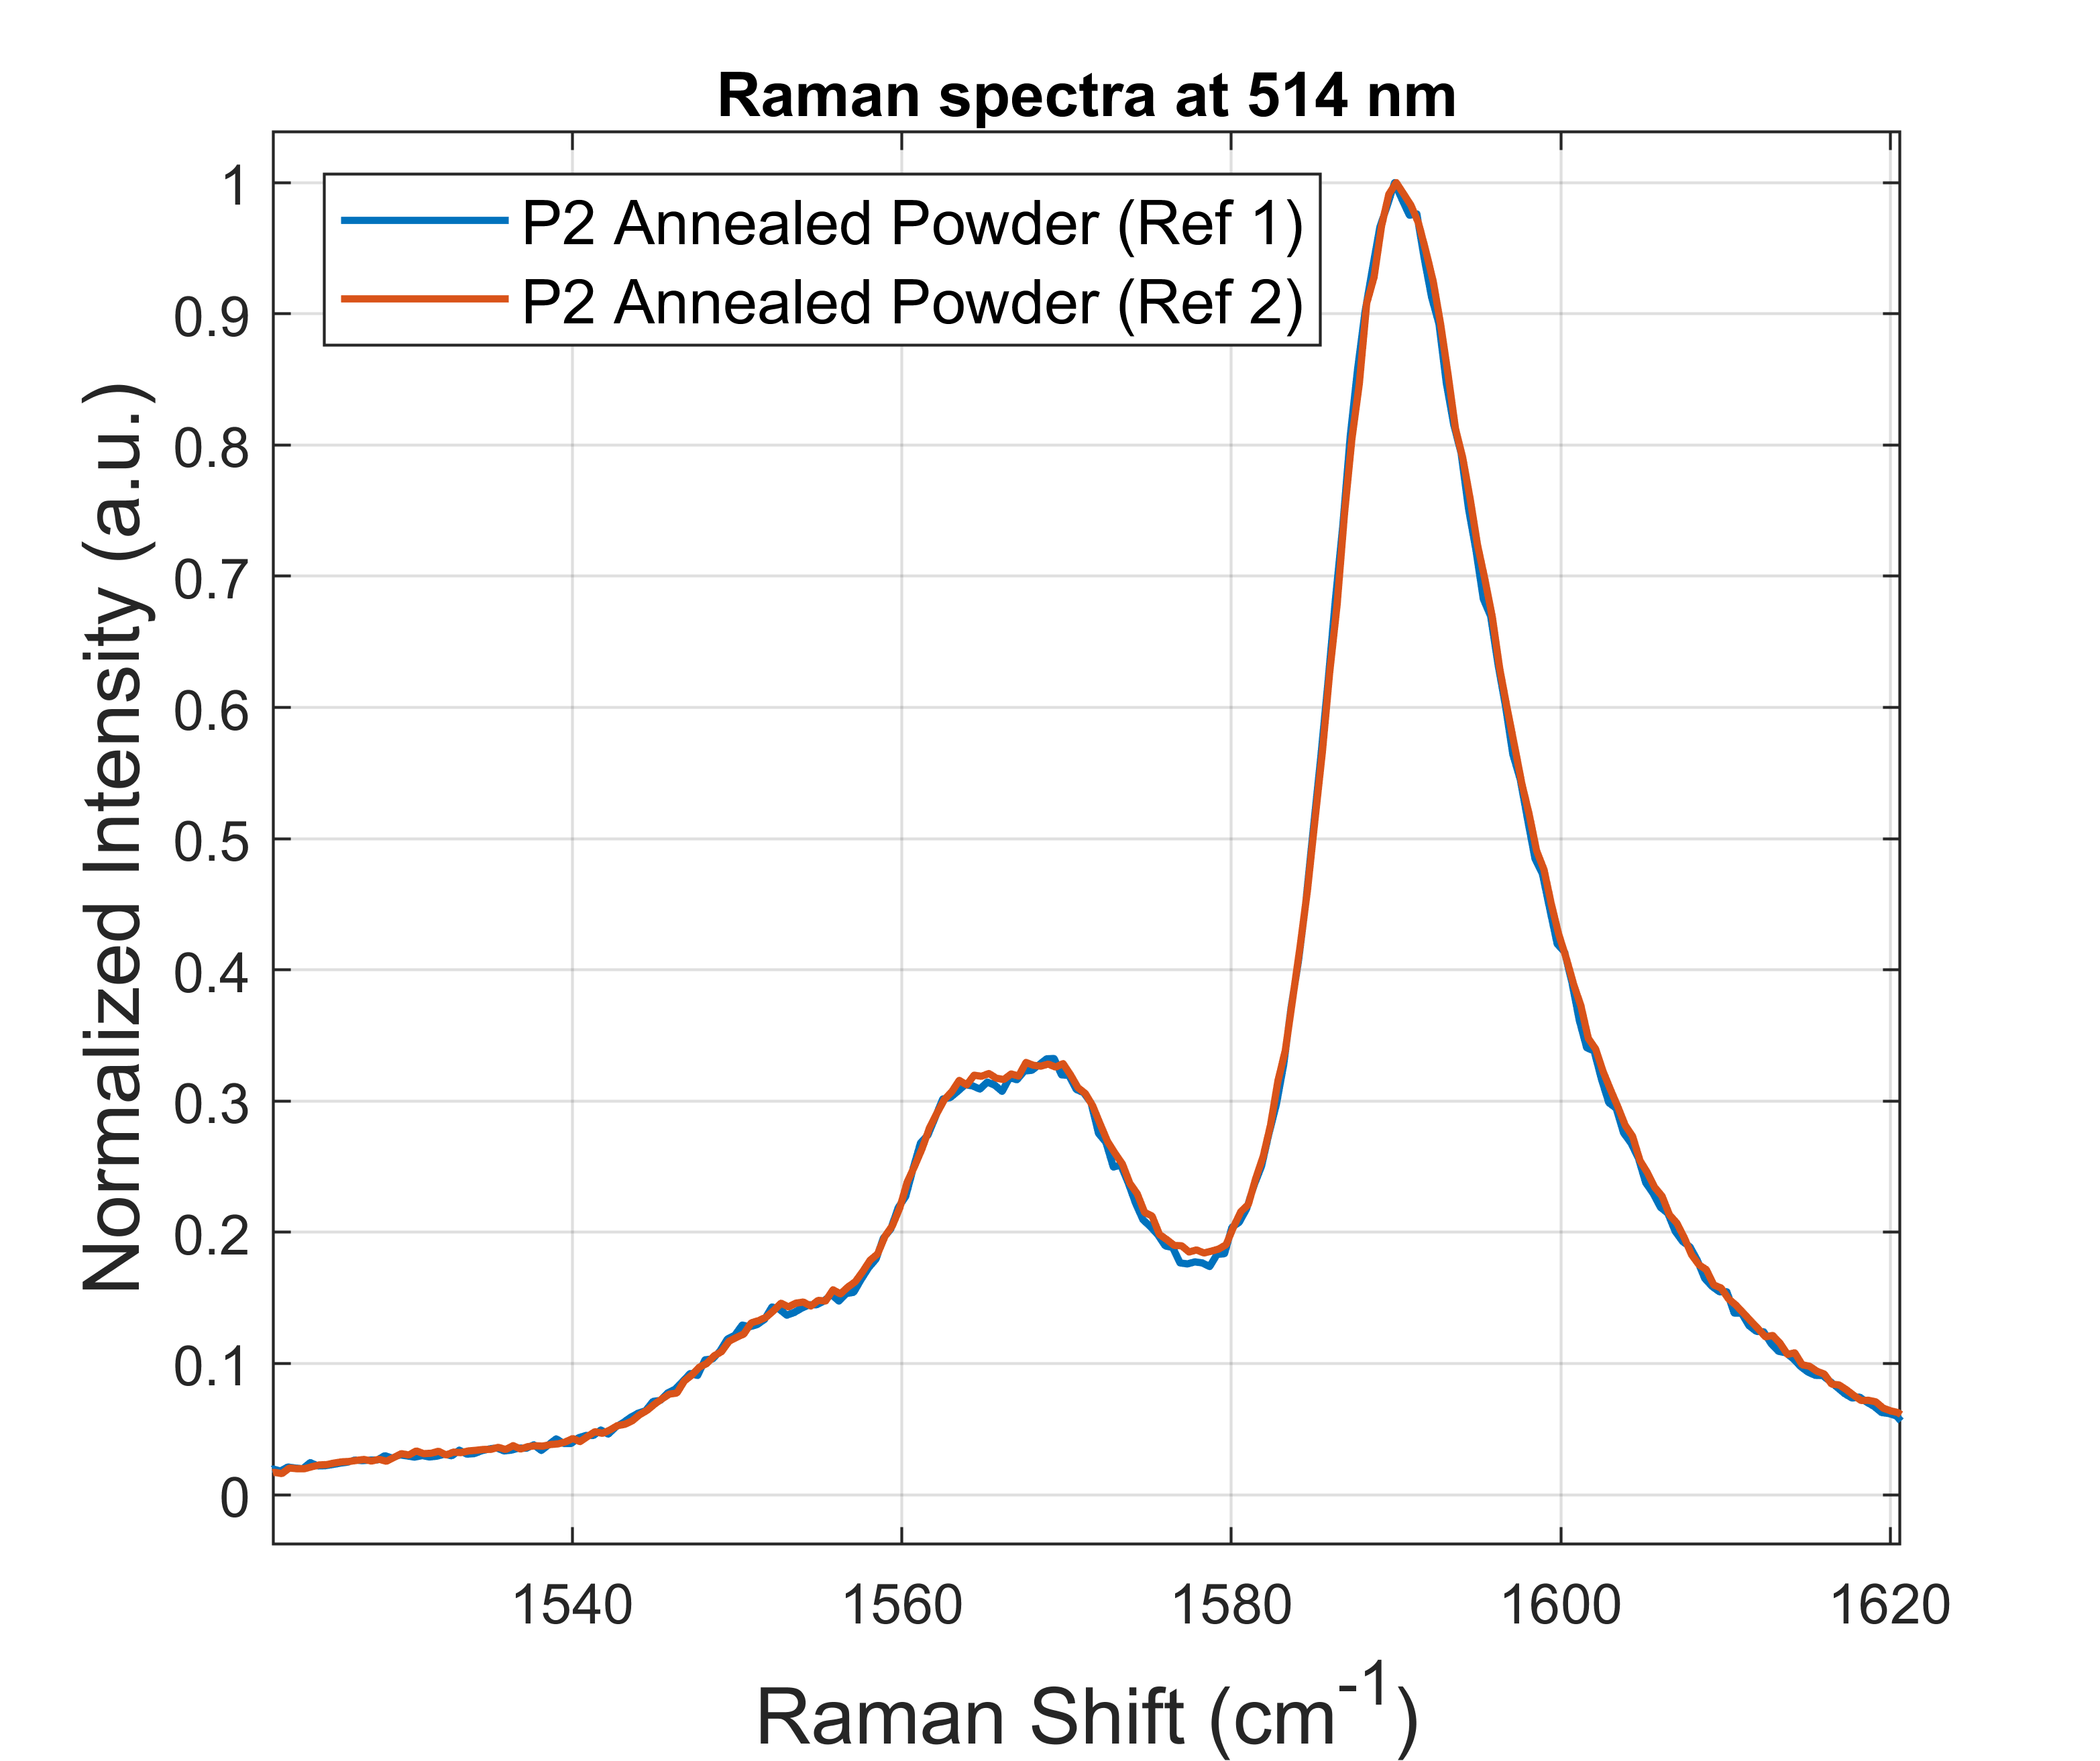 Raman spectra at 514 nm
P2 Annealed Powder (Ref 1)
P2 Annealed Powder (Ref 2)
Normalized Intensity (a.u.)
1
0.9
0.8
0.7
0.6
0.5
0.4
0.3
0.2
0.1
0
1540 1560 1580 1600 1620
Raman Shift (cm⁻¹)